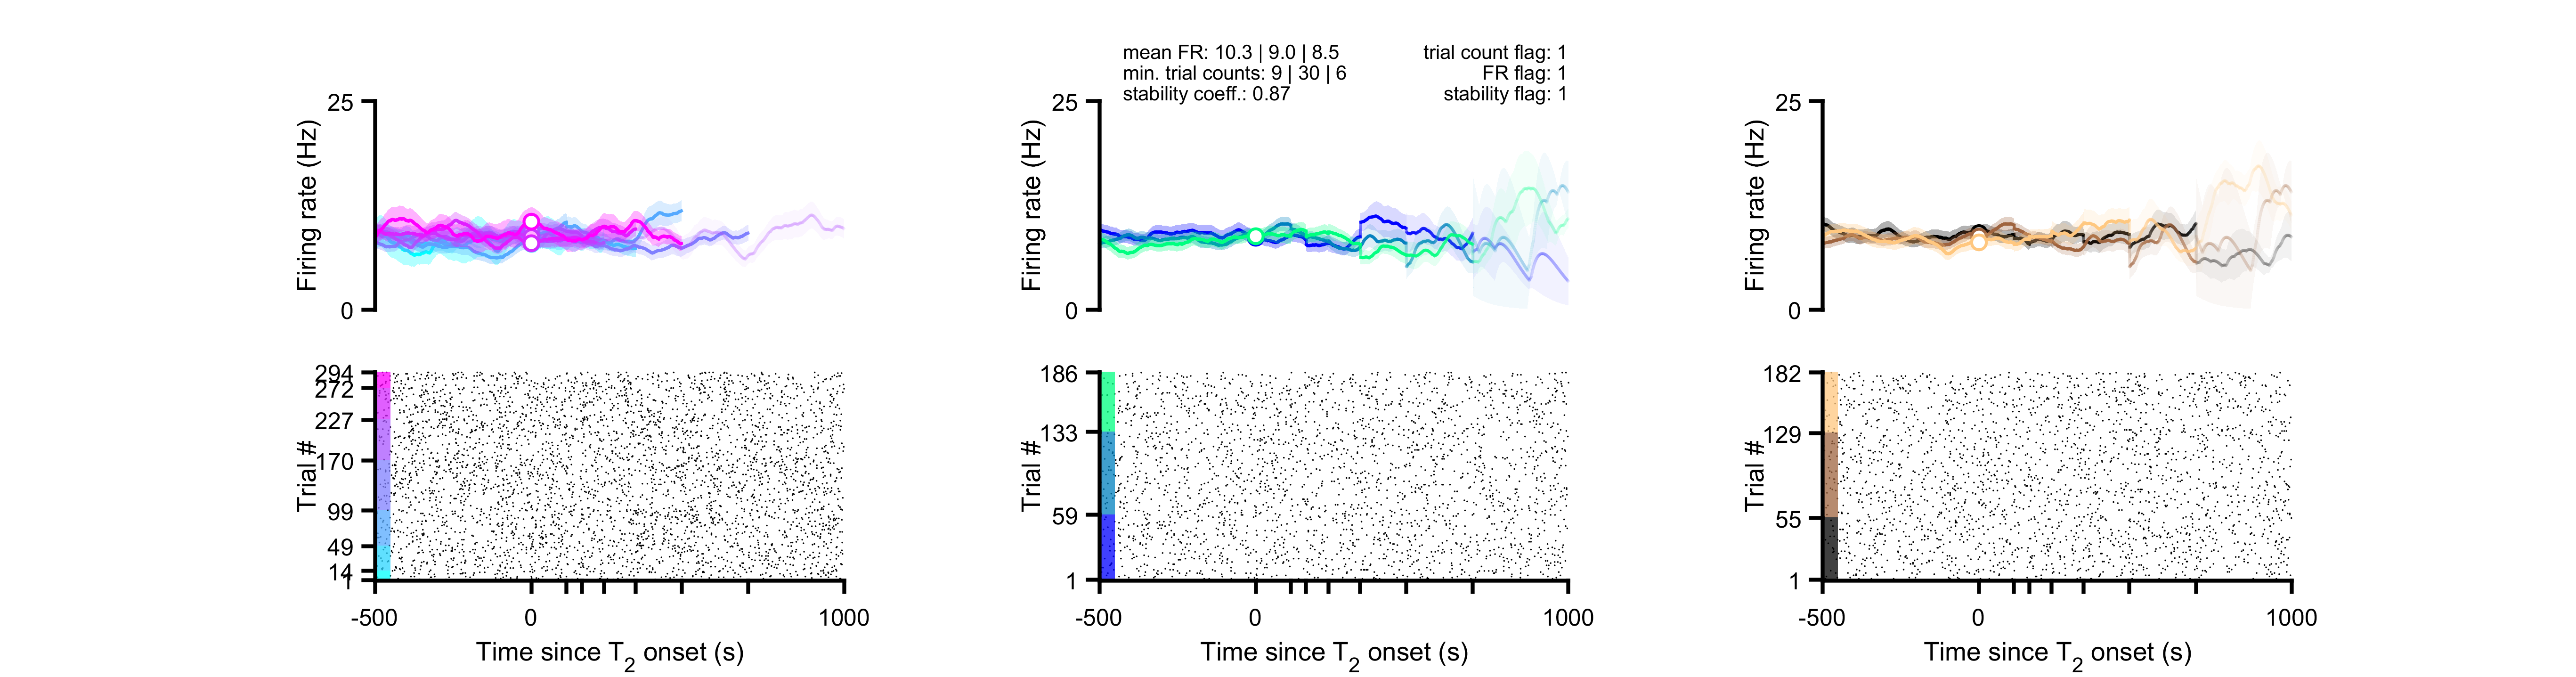 mean FR: 10.3 | 9.0 | 8.5
trial count flag: 1
min. trial counts: 9 | 30 | 6
FR flag: 1
stability coeff.: 0.87
stability flag: 1
25
Firing rate (Hz)
0
25
Firing rate (Hz)
0
25
Firing rate (Hz)
0
294
272
227
170
99
49
14
Trial #
-500
0
1000
Time since T2 onset (s)
186
133
59
1
Trial #
-500
0
1000
Time since T2 onset (s)
182
129
55
1
Trial #
-500
0
1000
Time since T2 onset (s)